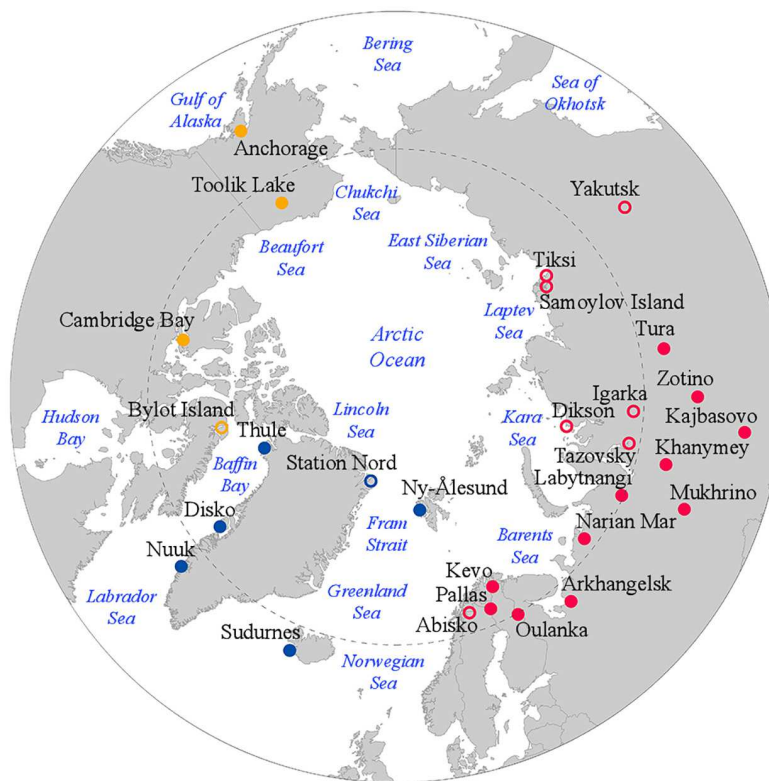 Bering
Sea
Sea of
Okhotsk
Gulf of
Alaska
Anchorage
Toolik Lake
Chukchi
Sea
Yakutsk
Beaufort
Sea
East Siberian
Sea
Tiksi
Samoylov Island
Laptev
Sea
Cambridge Bay
Arctic
Ocean
Tura
Zotino
Igarka
Kajbasovo
Hudson
Bay
Bylot Island
Thule
Lincoln
Sea
Kara
Sea
Dikson
Tazovsky
Khanymey
Baffin
Bay
Station Nord
Ny-Ålesund
Labytnangi
Mukhrino
Disko
Fram
Strait
Narian Mar
Nuuk
Barents
Sea
Labrador
Sea
Greenland
Sea
Kevo
Pallas
Abisko
Oulanka
Arkhangelsk
Sudurnes
Norwegian
Sea